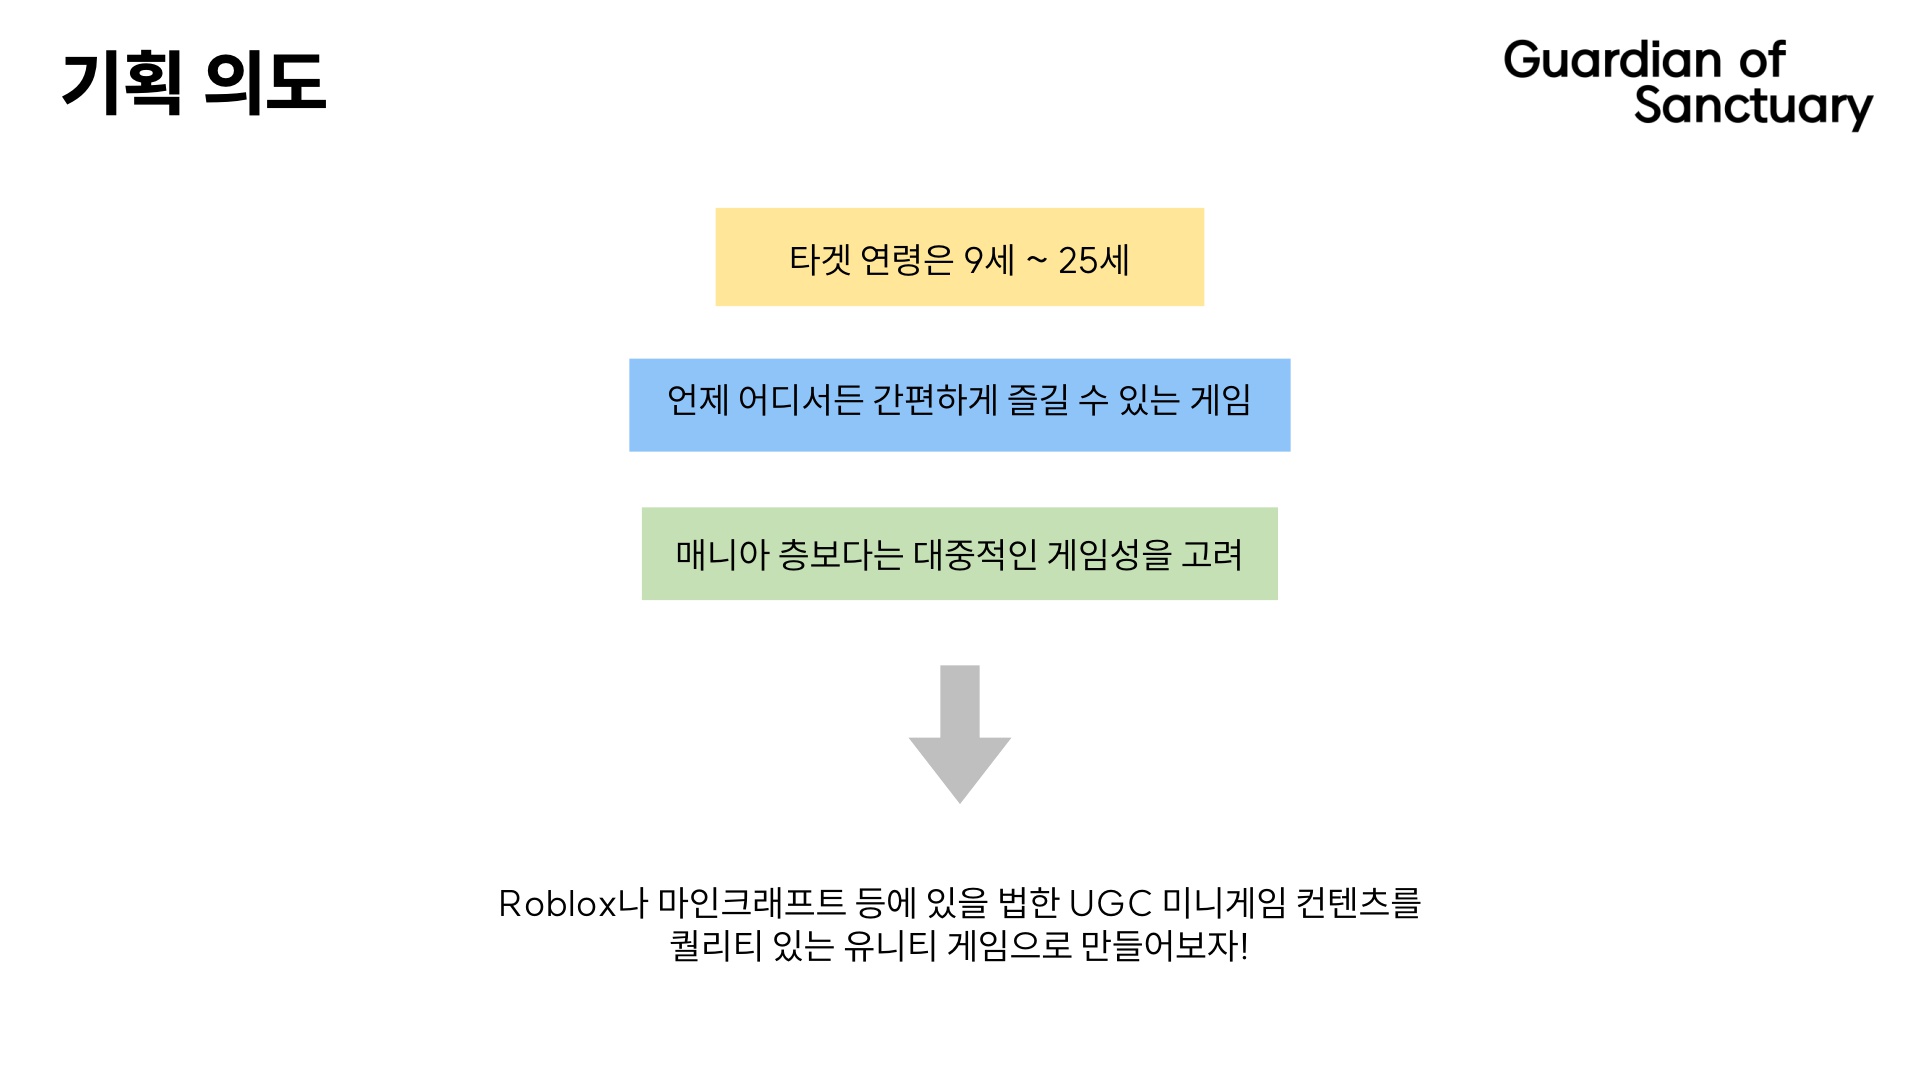 기획 의도
Guardian of
Sanctuary
타겟 연령은 9세 ~ 25세
언제 어디서든 간편하게 즐길 수 있는 게임
매니아 층보다는 대중적인 게임성을 고려
Roblox나 마인크래프트 등에 있을 법한 UGC 미니게임 컨텐츠를
퀄리티 있는 유니티 게임으로 만들어보자!